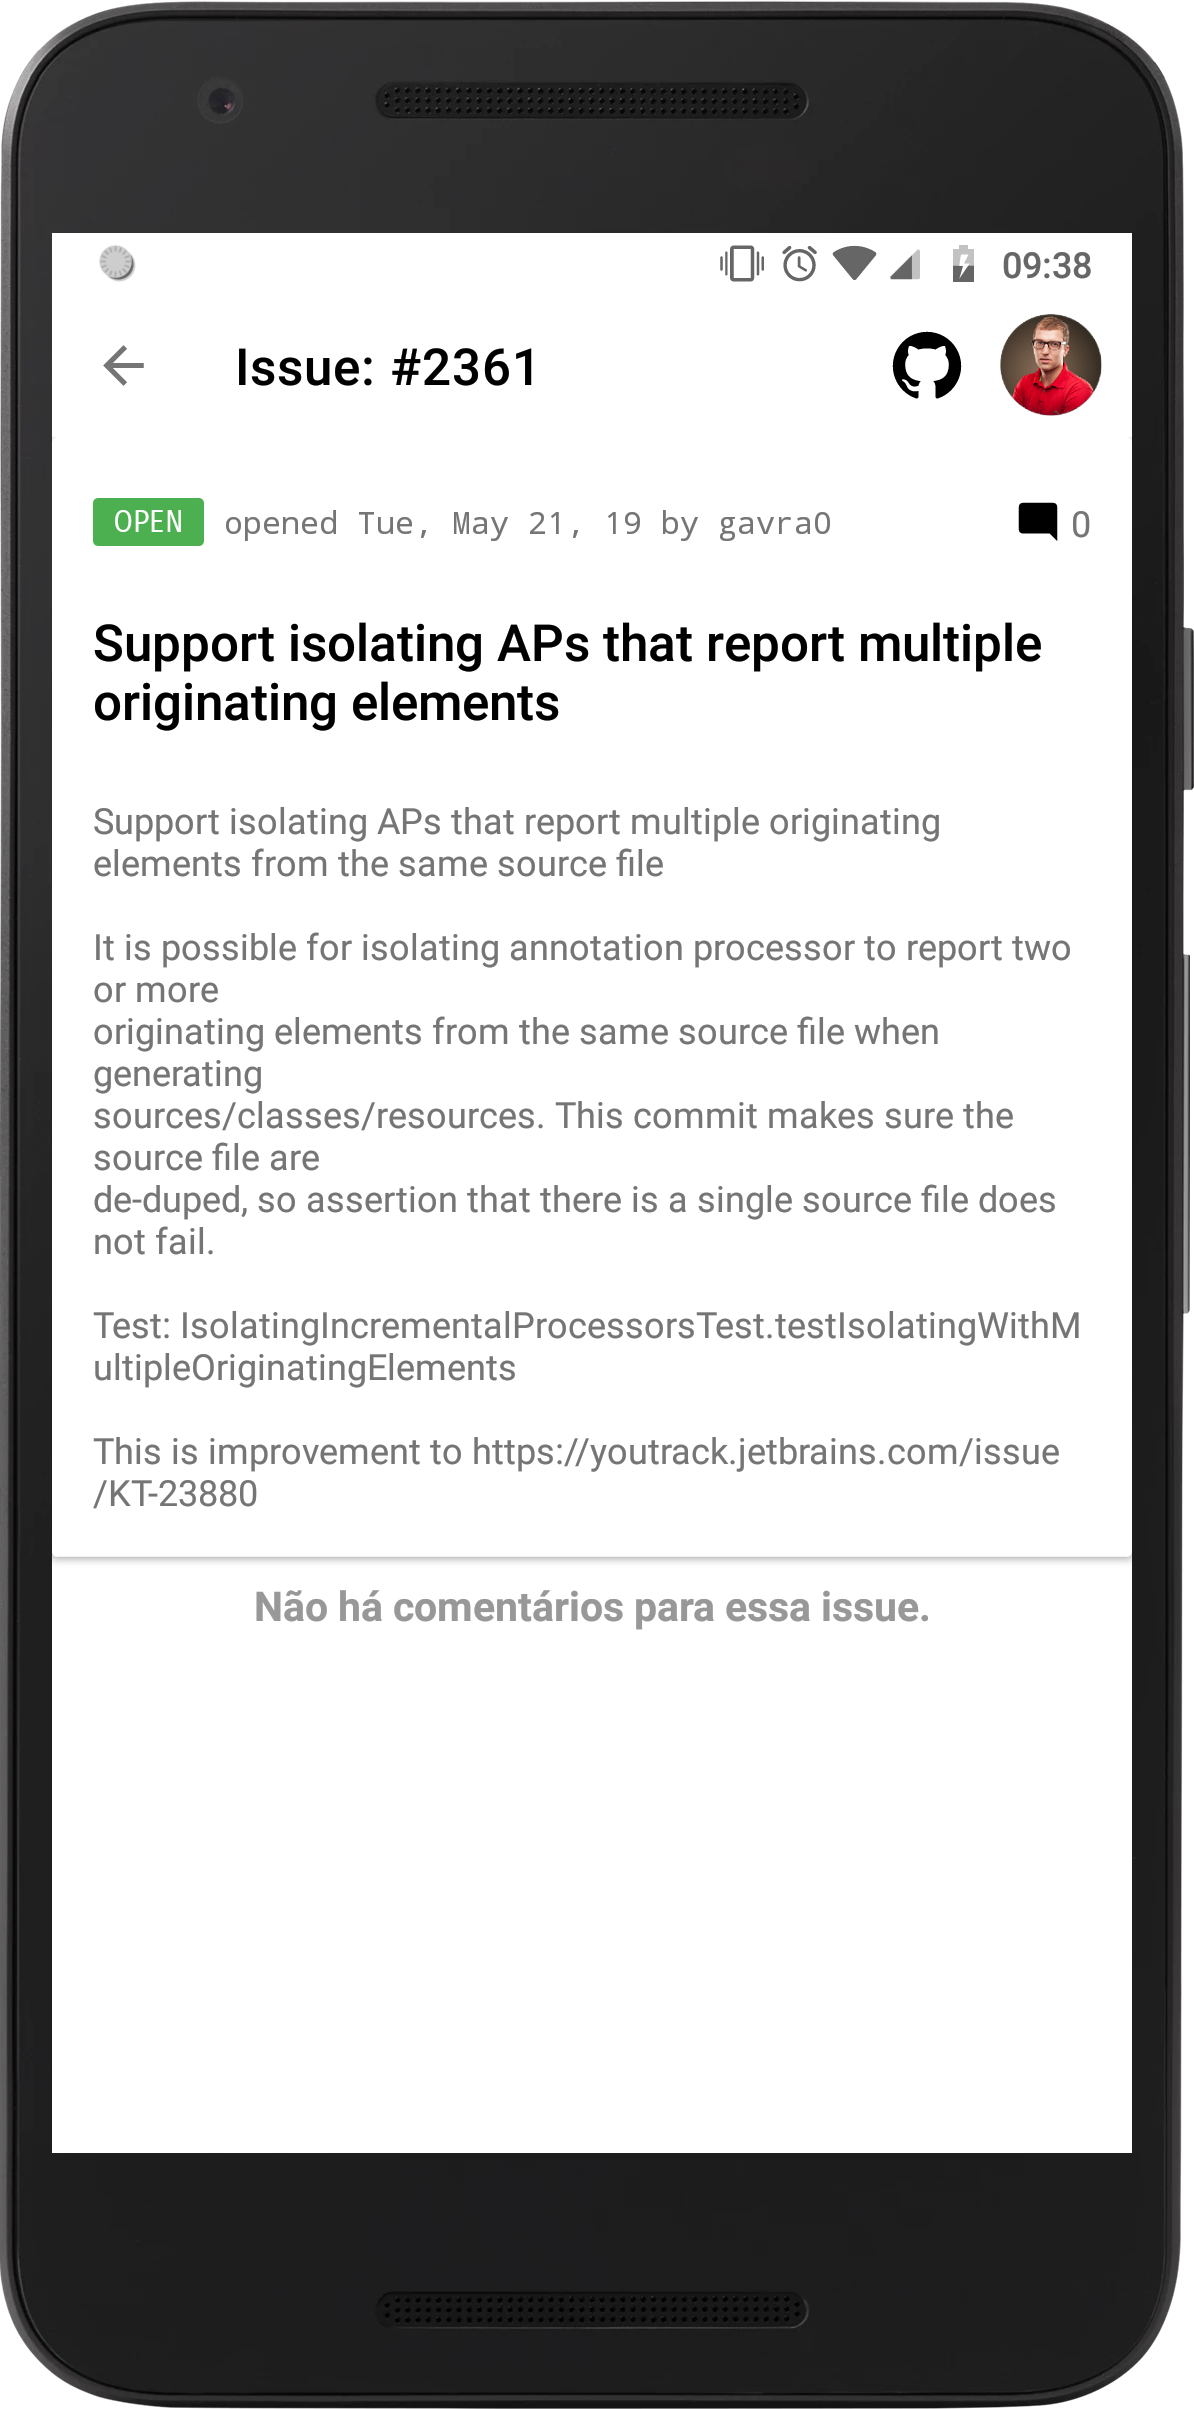 09:38
Issue: #2361
OPEN opened Tue, May 21, 19 by gavra0 0
Support isolating APs that report multiple
originating elements
Support isolating APs that report multiple originating
elements from the same source file
It is possible for isolating annotation processor to report two
or more
originating elements from the same source file when
generating
sources/classes/resources. This commit makes sure the
source file are
de-duped, so assertion that there is a single source file does
not fail.
Test: IsolatingIncrementalProcessorsTest.testIsolatingWithM
ultipleOriginatingElements
This is improvement to https://youtrack.jetbrains.com/issue
/KT-23880
Não há comentários para essa issue.